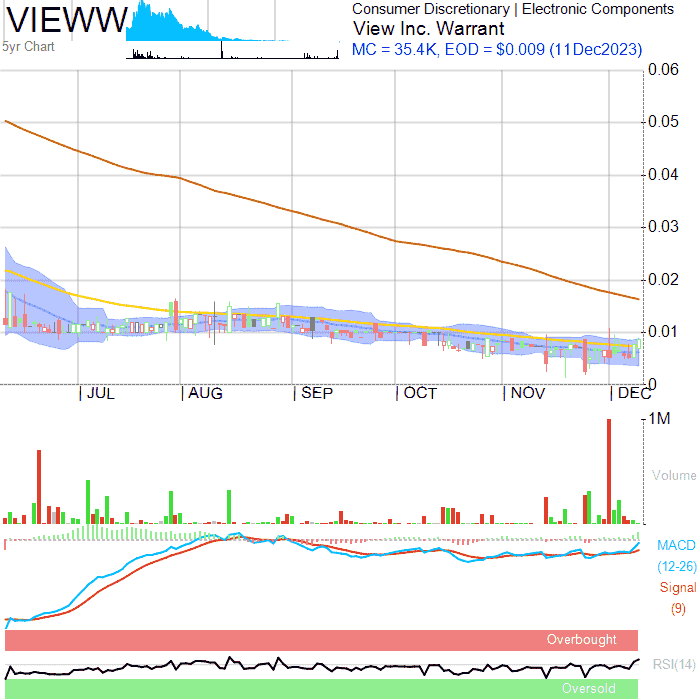 VIEWW
5yr Chart
Consumer Discretionary | Electronic Components
View Inc. Warrant
MC = 35.4K, EOD = $0.009 (11Dec2023)
0.06
0.05
0.04
0.03
0.02
0.01
0
JUL
AUG
SEP
OCT
NOV
DEC
1M
Volume
MACD
(12-26)
Signal
(9)
Overbought
RSI(14)
Oversold